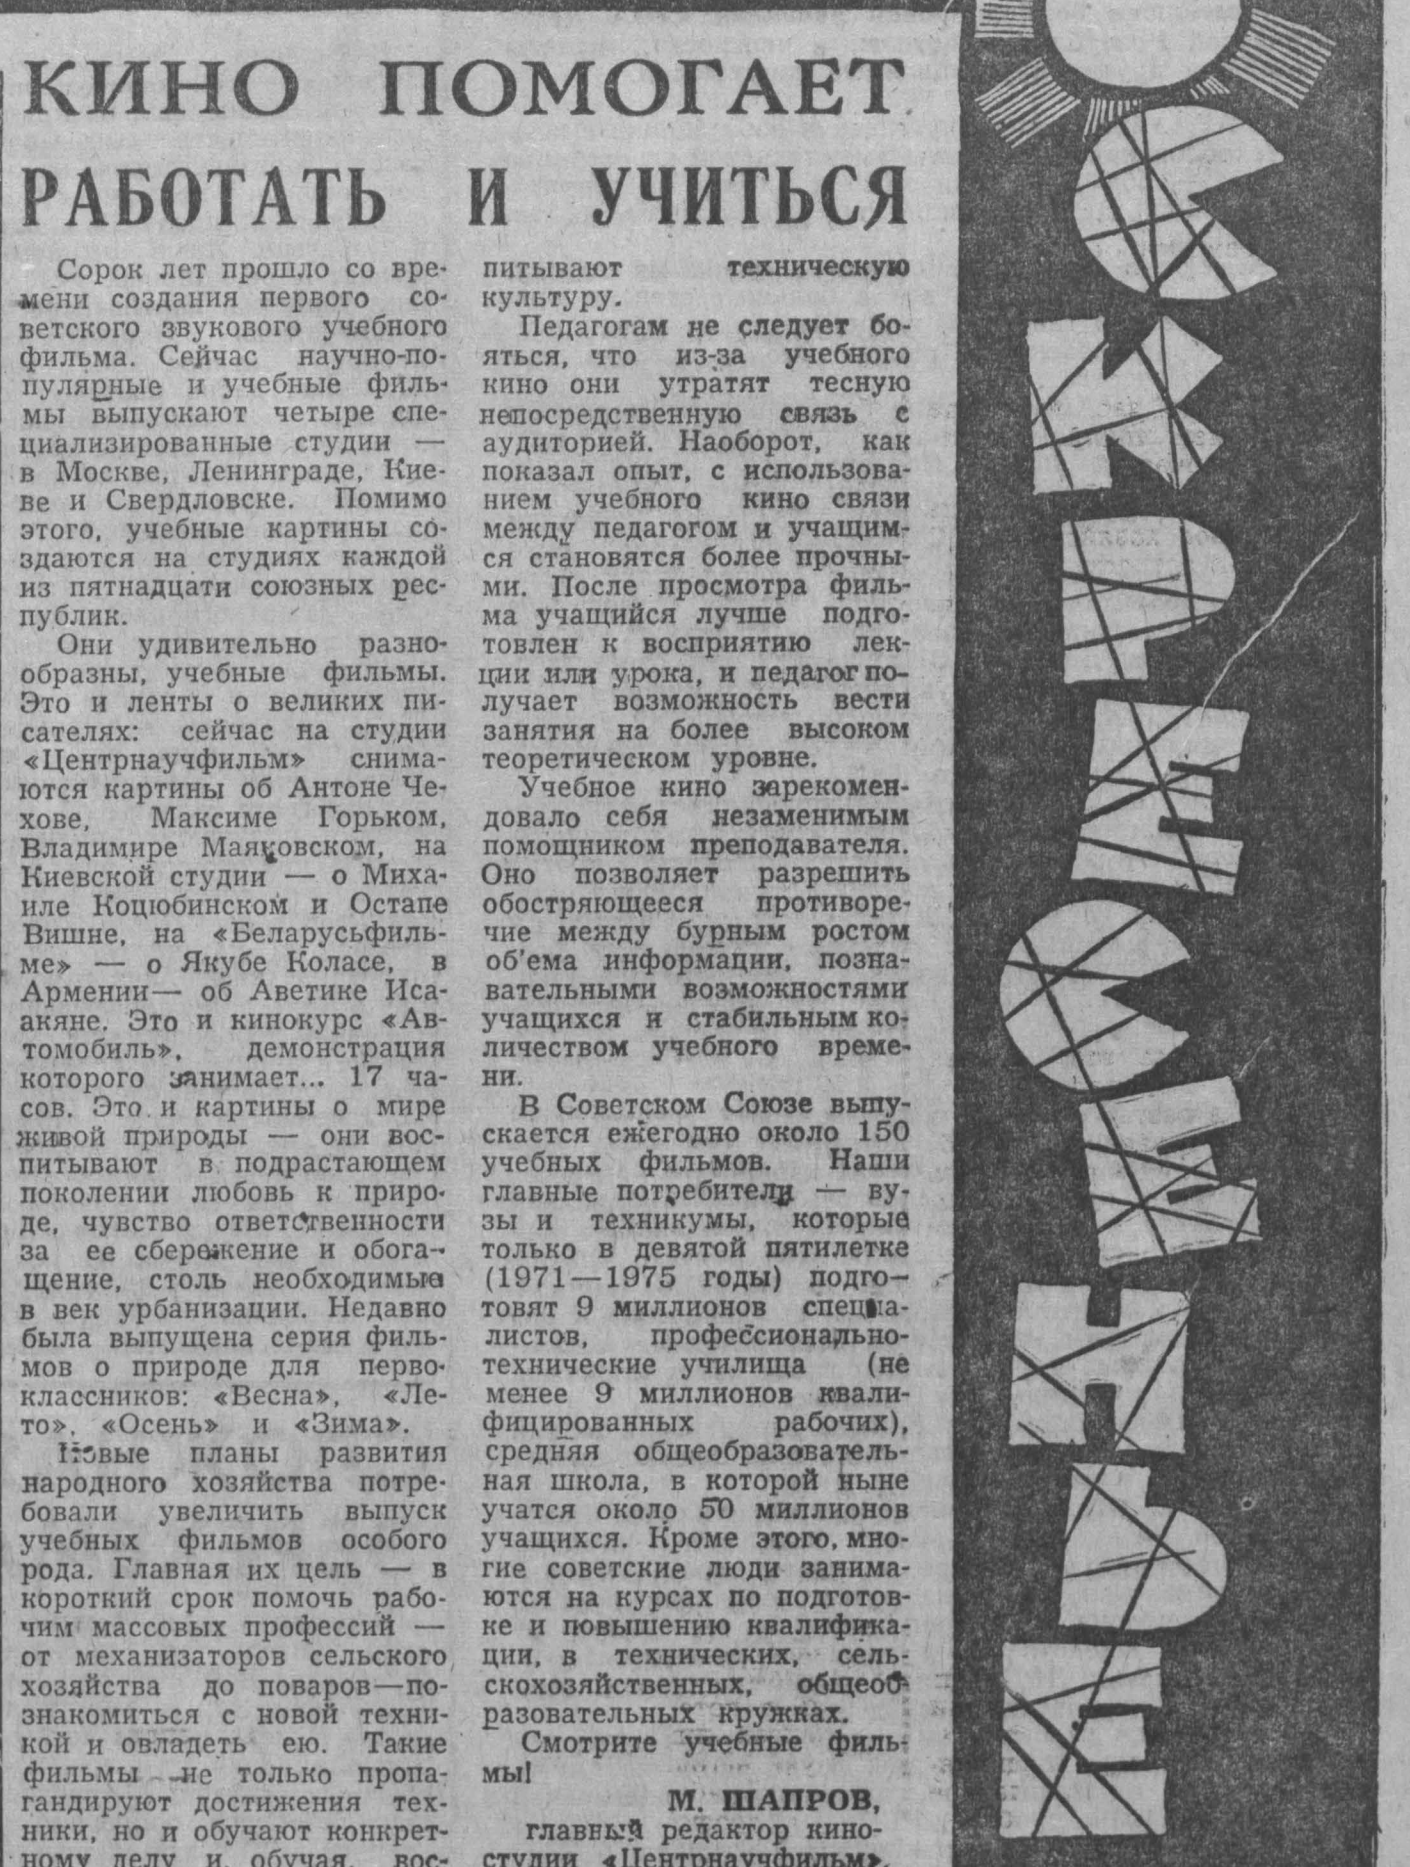 КИНО ПОМОГАЕТ
РАБОТАТЬ И УЧИТЬСЯ
Сорок лет прошло со вре-
мени создания первого со-
ветского звукового учебного
фильма. Сейчас научно-по-
пулярные и учебные филь-
мы выпускают четыре спе-
циализированные студии —
в Москве, Ленинграде, Кие-
ве и Свердловске. Помимо
этого, учебные картины со-
здаются на студиях каждой
из пятнадцати союзных рес-
публик.
Они удивительно разно-
образны, учебные фильмы.
Это и ленты о великих пи-
сателях: сейчас на студии
«Центрнаучфильм» снима-
ются картины об Антоне Че-
хове, Максиме Горьком,
Владимире Маяковском, на
Киевской студии — о Миха-
иле Коцюбинском и Остапе
Вишне, на «Беларусьфиль-
ме» — о Якубе Коласе, в
Армении— об Аветике Иса-
акяне. Это и кинокурс «Ав-
томобиль», демонстрация
которого занимает... 17 ча-
сов. Это и картины о мире
живой природы — они вос-
питывают в подрастающем
поколении любовь к приро-
де, чувство ответственности
за ее сбережение и обога-
щение, столь необходимые
в век урбанизации. Недавно
была выпущена серия филь-
мов о природе для перво-
классников: «Весна», «Ле-
то», «Осень» и «Зима».
Новые планы развития
народного хозяйства потре-
бовали увеличить выпуск
учебных фильмов особого
рода. Главная их цель — в
короткий срок помочь рабо-
чим массовых профессий —
от механизаторов сельского
хозяйства до поваров—по-
знакомиться с новой техни-
кой и овладеть ею. Такие
фильмы не только пропа-
гандируют достижения тех-
ники, но и обучают конкрет-
ному делу и, обучая, вос-
питывают техническую
культуру.
Педагогам не следует бо-
яться, что из-за учебного
кино они утратят тесную
непосредственную связь с
аудиторией. Наоборот, как
показал опыт, с использова-
нием учебного кино связи
между педагогом и учащим-
ся становятся более прочны-
ми. После просмотра филь-
ма учащийся лучше подго-
товлен к восприятию лек-
ции или урока, и педагог по-
лучает возможность вести
занятия на более высоком
теоретическом уровне.
Учебное кино зарекомен-
довало себя незаменимым
помощником преподавателя.
Оно позволяет разрешить
обостряющееся противоре-
чие между бурным ростом
об'ема информации, позна-
вательными возможностями
учащихся и стабильным ко-
личеством учебного време-
ни.
В Советском Союзе выпу-
скается ежегодно около 150
учебных фильмов. Наши
главные потребители — ву-
зы и техникумы, которые
только в девятой пятилетке
(1971—1975 годы) подго-
товят 9 миллионов специа-
листов, профессионально-
технические училища (не
менее 9 миллионов квали-
фицированных рабочих),
средняя общеобразователь-
ная школа, в которой ныне
учатся около 50 миллионов
учащихся. Кроме этого, мно-
гие советские люди занима-
ются на курсах по подготов-
ке и повышению квалифика-
ции, в технических, сель-
скохозяйственных, общеоб-
разовательных кружках.
Смотрите учебные филь-
мы!
М. ШАПРОВ,
главный редактор кино-
студии «Центрнаучфильм».
С
К
Р
Е
С
Е
Н
Ь
Е